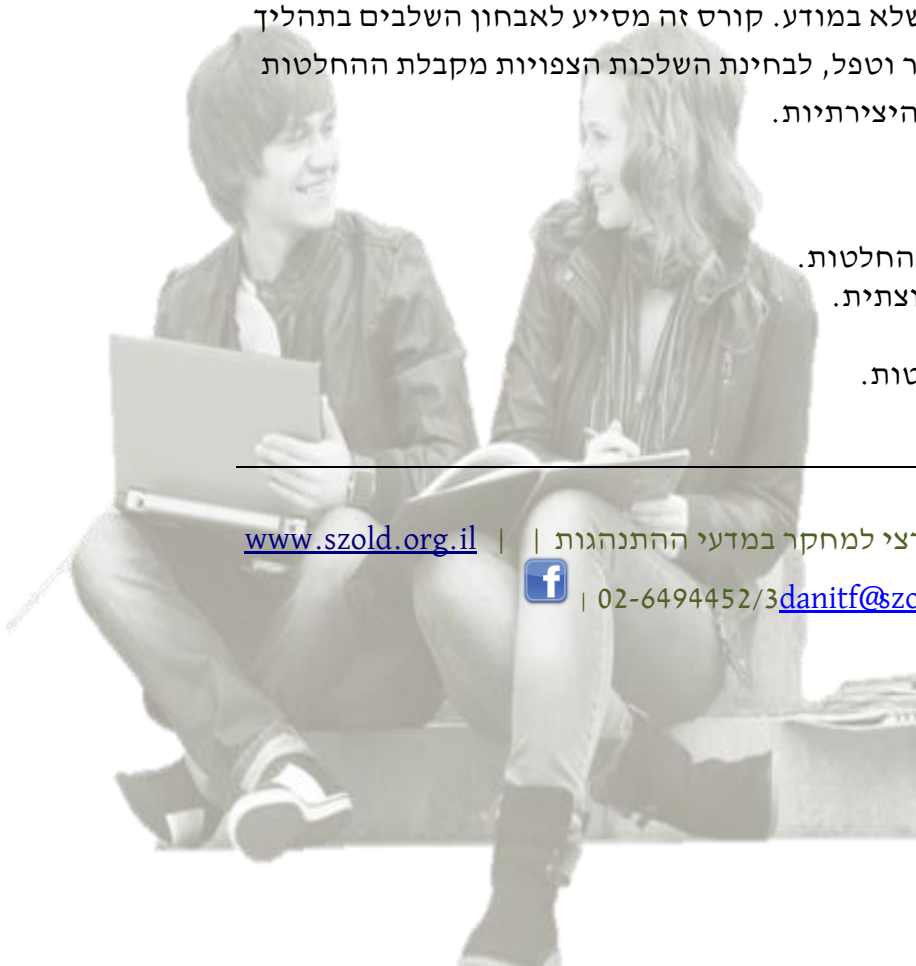 שלא במודע. קורס זה מסייע לאבחון השלבים בתהליך
ר וטפל, לבחינת השלכות הצפויות מקבלת ההחלטות
היצירתיות.
החלטות.
וצתית.
טות.
רצי למחקר במדעי ההתנהגות | | www.szold.org.il
f | 02-6494452/3danitf@szo